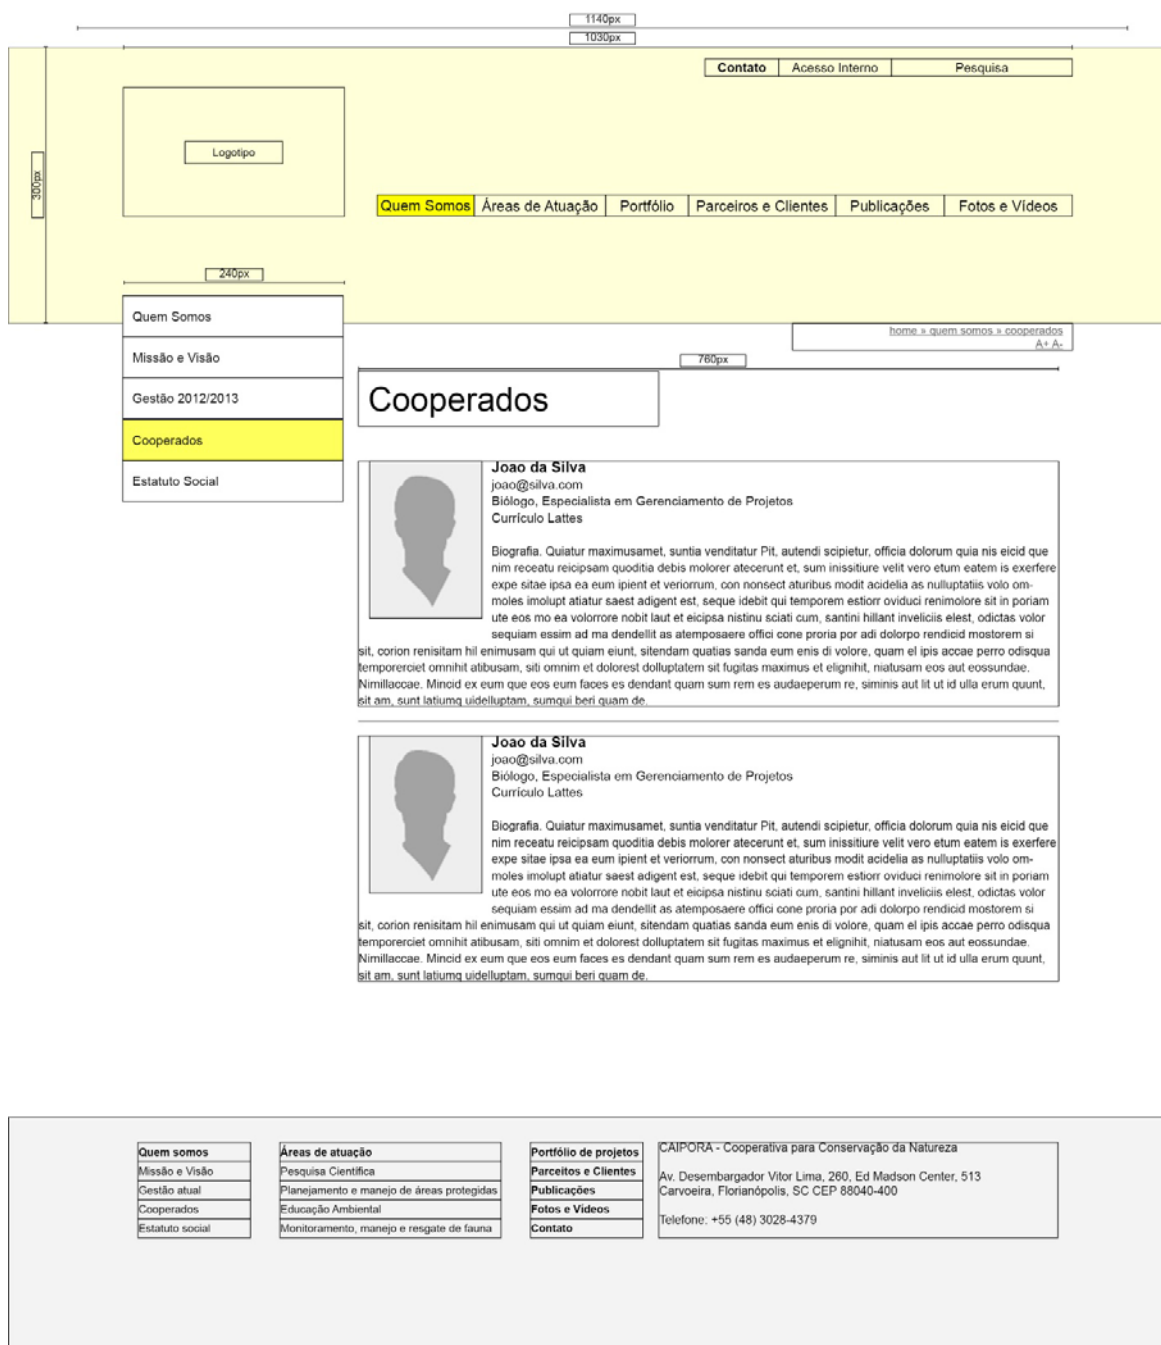 1140px
1030px
Contato Acesso Interno Pesquisa
Logotipo
300px
Quem Somos Áreas de Atuação Portfólio Parceiros e Clientes Publicações Fotos e Vídeos
240px
Quem Somos
home » quem somos » cooperados
A+ A-
Missão e Visão
760px
Gestão 2012/2013
Cooperados
Cooperados
Estatuto Social
Joao da Silva
joao@silva.com
Biólogo, Especialista em Gerenciamento de Projetos
Currículo Lattes
Biografia. Quiatur maximusamet, suntia venditatur Pit, autendi scipietur, officia dolorum quia nis eicid que
nim receatu reicipsam quoditia debis molorer atecerunt et, sum inissitiure velit vero etum eatem is exerfere
expe sitae ipsa ea eum ipient et veriorrum, con nonsect aturibus modit acidelia as nulluptatiis volo om-
moles imolupt atiatur saest adigent est, seque idebit qui temporem estiorr oviduci renimolore sit in poriam
ute eos mo ea volorrore nobit laut et eicipsa nistinu sciati cum, santini hillant inveliciis elest, odictas volor
sequiam essim ad ma dendellit as atemposaere offici cone proria por adi dolorpo rendicid mostorem si
sit, corion renisitam hil enimusam qui ut quiam eiunt, sitendam quatias sanda eum enis di volore, quam el ipis accae perro odisqua
temporerciet omnihit atibusam, siti omnim et dolorest dolluptatem sit fugitas maximus et elignihit, niatusam eos aut eossundae.
Nimillaccae. Mincid ex eum que eos eum faces es dendant quam sum rem es audaeperum re, siminis aut lit ut id ulla erum quunt,
sit am, sunt latiumq uidelluptam, sumqui beri quam de.
Joao da Silva
joao@silva.com
Biólogo, Especialista em Gerenciamento de Projetos
Currículo Lattes
Biografia. Quiatur maximusamet, suntia venditatur Pit, autendi scipietur, officia dolorum quia nis eicid que
nim receatu reicipsam quoditia debis molorer atecerunt et, sum inissitiure velit vero etum eatem is exerfere
expe sitae ipsa ea eum ipient et veriorrum, con nonsect aturibus modit acidelia as nulluptatiis volo om-
moles imolupt atiatur saest adigent est, seque idebit qui temporem estiorr oviduci renimolore sit in poriam
ute eos mo ea volorrore nobit laut et eicipsa nistinu sciati cum, santini hillant inveliciis elest, odictas volor
sequiam essim ad ma dendellit as atemposaere offici cone proria por adi dolorpo rendicid mostorem si
sit, corion renisitam hil enimusam qui ut quiam eiunt, sitendam quatias sanda eum enis di volore, quam el ipis accae perro odisqua
temporerciet omnihit atibusam, siti omnim et dolorest dolluptatem sit fugitas maximus et elignihit, niatusam eos aut eossundae.
Nimillaccae. Mincid ex eum que eos eum faces es dendant quam sum rem es audaeperum re, siminis aut lit ut id ulla erum quunt,
sit am, sunt latiumq uidelluptam, sumqui beri quam de.
Quem somos
Missão e Visão
Gestão atual
Cooperados
Estatuto social
Áreas de atuação
Pesquisa Científica
Planejamento e manejo de áreas protegidas
Educação Ambiental
Monitoramento, manejo e resgate de fauna
Portfólio de projetos
Parceitos e Clientes
Publicações
Fotos e Vídeos
Contato
CAIPORA - Cooperativa para Conservação da Natureza
Av. Desembargador Vitor Lima, 260, Ed Madson Center, 513
Carvoeira, Florianópolis, SC CEP 88040-400
Telefone: +55 (48) 3028-4379